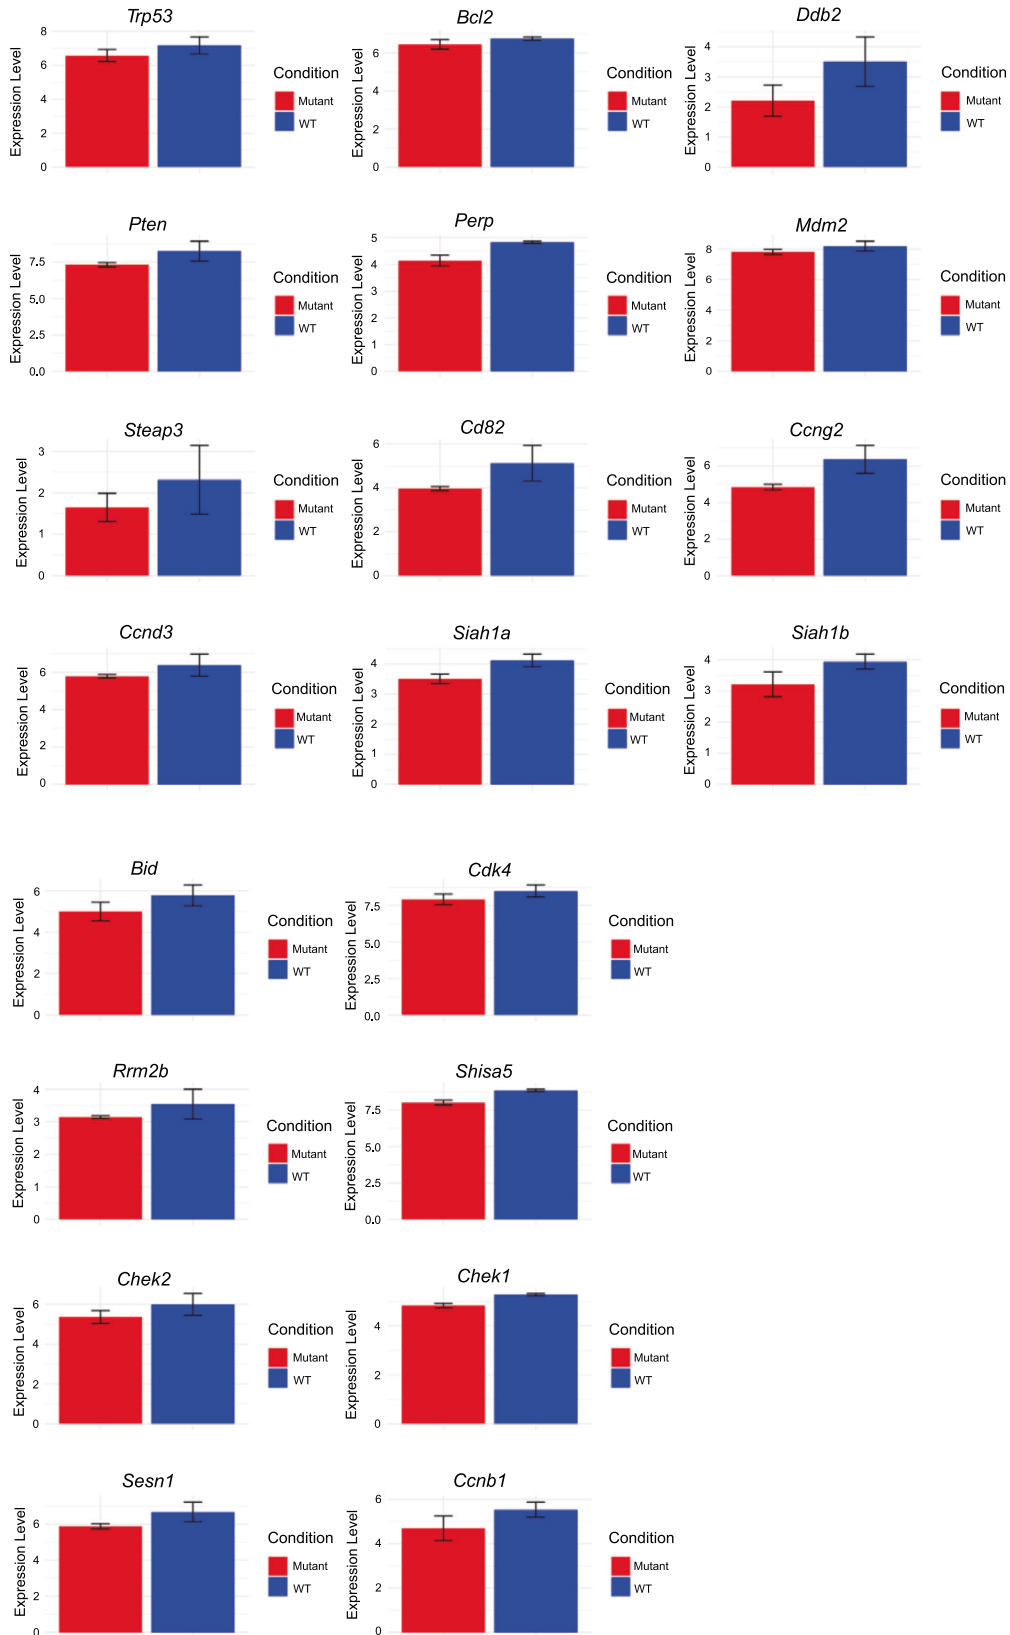 Trp53
Expression Level
8
6
4
2
0
Condition
Mutant
WT
Bcl2
Expression Level
6
4
2
0
Condition
Mutant
WT
Ddb2
Expression Level
4
3
2
1
0
Condition
Mutant
WT
Pten
Expression Level
7.5
5.0
2.5
0.0
Condition
Mutant
WT
Perp
Expression Level
5
4
3
2
1
0
Condition
Mutant
WT
Mdm2
Expression Level
8
6
4
2
0
Condition
Mutant
WT
Steap3
Expression Level
3
2
1
0
Condition
Mutant
WT
Cd82
Expression Level
6
4
2
0
Condition
Mutant
WT
Ccng2
Expression Level
6
4
2
0
Condition
Mutant
WT
Ccnd3
Expression Level
6
4
2
0
Condition
Mutant
WT
Siah1a
Expression Level
4
3
2
1
0
Condition
Mutant
WT
Siah1b
Expression Level
4
3
2
1
0
Condition
Mutant
WT
Bid
Expression Level
6
4
2
0
Condition
Mutant
WT
Cdk4
Expression Level
7.5
5.0
2.5
0.0
Condition
Mutant
WT
Rrm2b
Expression Level
4
3
2
1
0
Condition
Mutant
WT
Shisa5
Expression Level
7.5
5.0
2.5
0.0
Condition
Mutant
WT
Chek2
Expression Level
6
4
2
0
Condition
Mutant
WT
Chek1
Expression Level
4
2
0
Condition
Mutant
WT
Sesn1
Expression Level
6
4
2
0
Condition
Mutant
WT
Ccnb1
Expression Level
6
4
2
0
Condition
Mutant
WT